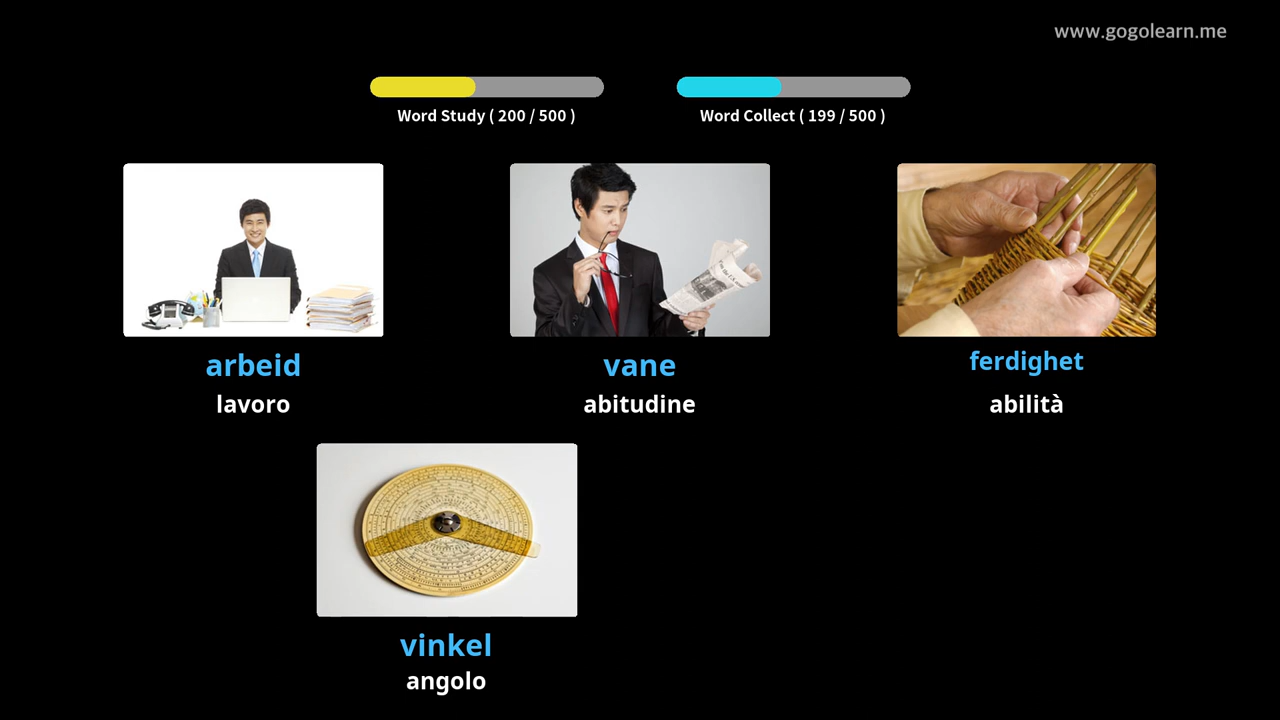 www.gogolearn.me
Word Study ( 200 / 500 )
Word Collect ( 199 / 500 )
arbeid
lavoro
vane
abitudine
ferdighet
abilità
vinkel
angolo